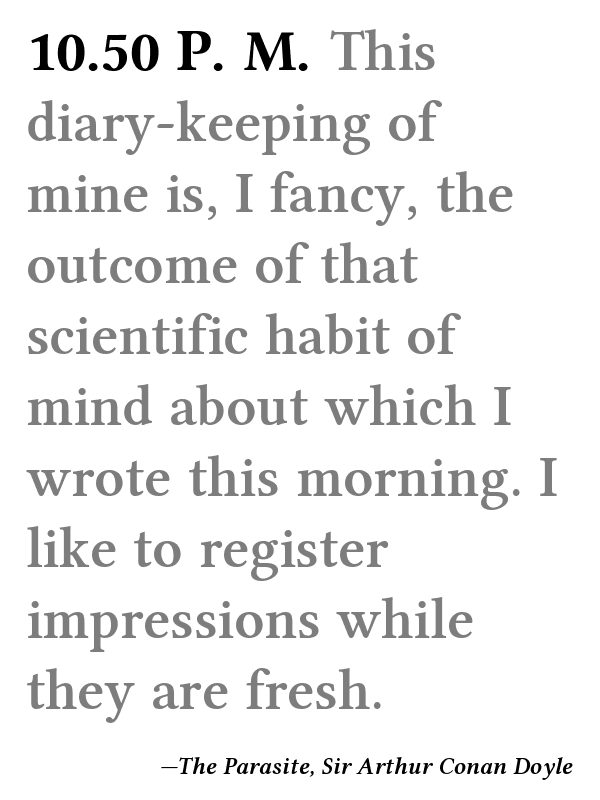 10.50 P. M. This
diary-keeping of
mine is, I fancy, the
outcome of that
scientific habit of
mind about which I
wrote this morning. I
like to register
impressions while
they are fresh.
—The Parasite, Sir Arthur Conan Doyle